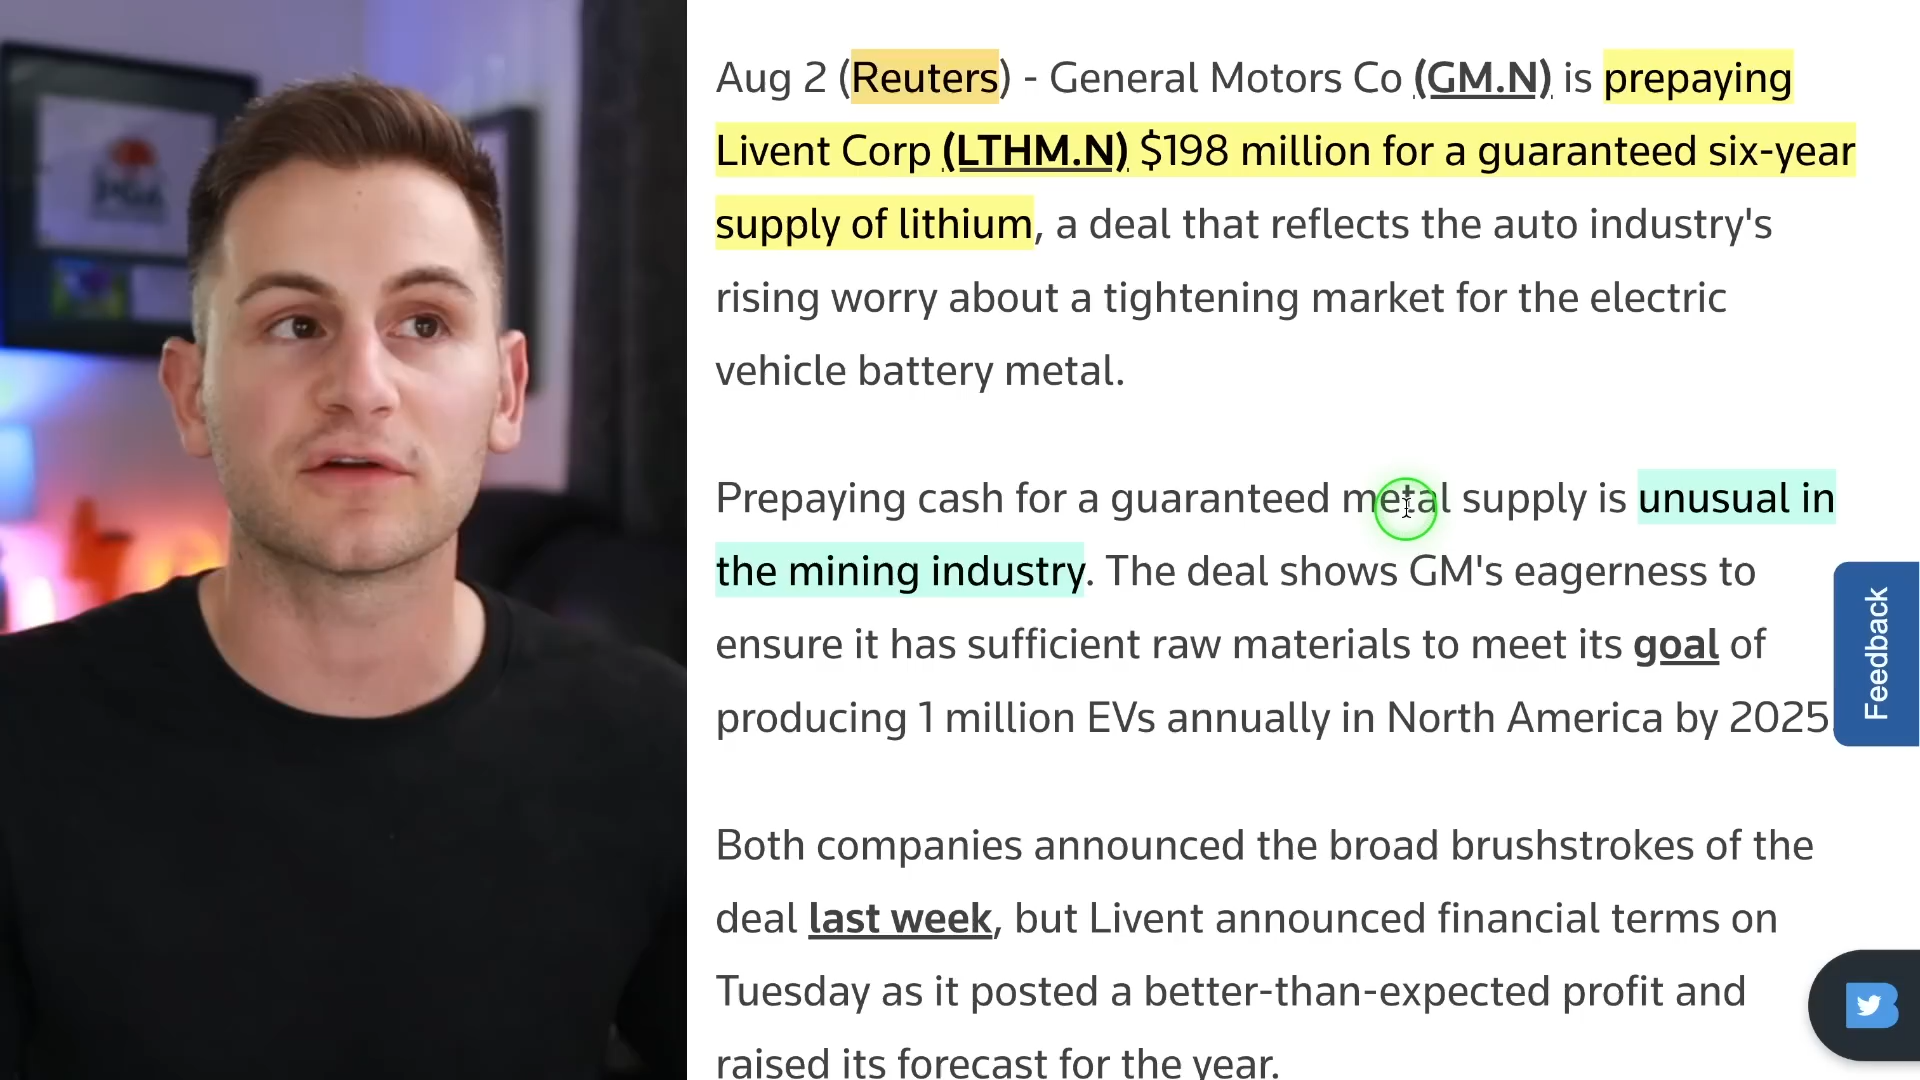 Aug 2 (Reuters) - General Motors Co (GM.N) is prepaying
Livent Corp (LTHM.N) $198 million for a guaranteed six-year
supply of lithium, a deal that reflects the auto industry's
rising worry about a tightening market for the electric
vehicle battery metal.
Prepaying cash for a guaranteed metal supply is unusual in
the mining industry. The deal shows GM's eagerness to
ensure it has sufficient raw materials to meet its goal of
producing 1 million EVs annually in North America by 2025
Both companies announced the broad brushstrokes of the
deal last week, but Livent announced financial terms on
Tuesday as it posted a better-than-expected profit and
raised its forecast for the year.
Feedback